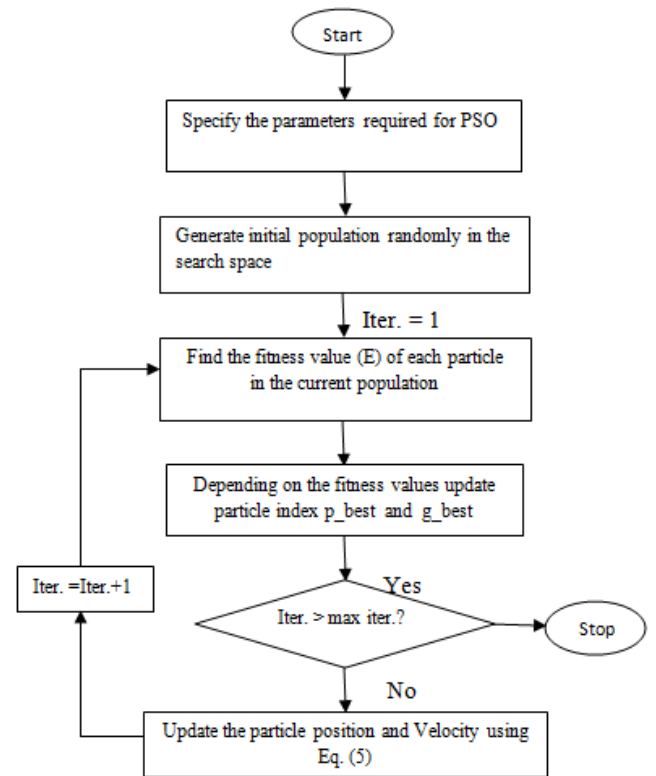 Start
Specify the parameters required for PSO
Generate initial population randomly in the
search space
Iter. = 1
Find the fitness value (E) of each particle
in the current population
Depending on the fitness values update
particle index p_best and g_best
Iter. =Iter.+1
Yes
Iter. > max iter.?
Stop
No
Update the particle position and Velocity using
Eq. (5)